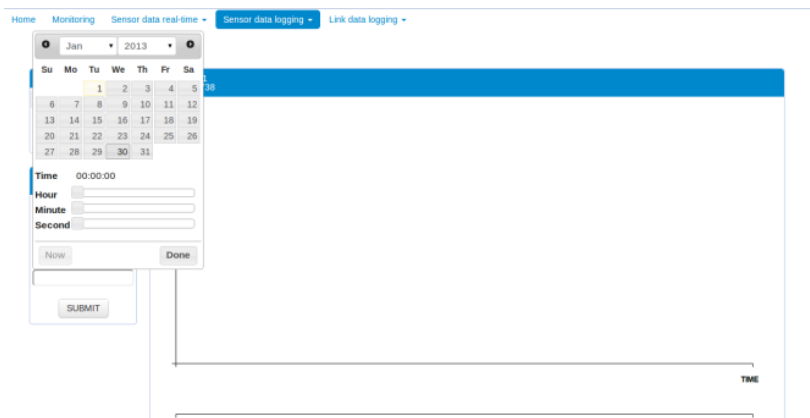 Home Monitoring Sensor data real-time Sensor data logging Link data logging
Jan 2013
Su Mo Tu We Th Fr Sa
1 2 3 4 5
6 7 8 9 10 11 12
13 14 15 16 17 18 19
20 21 22 23 24 25 26
27 28 29 30 31
Time 00:00:00
Hour
Minute
Second
Now Done
SUBMIT
TIME